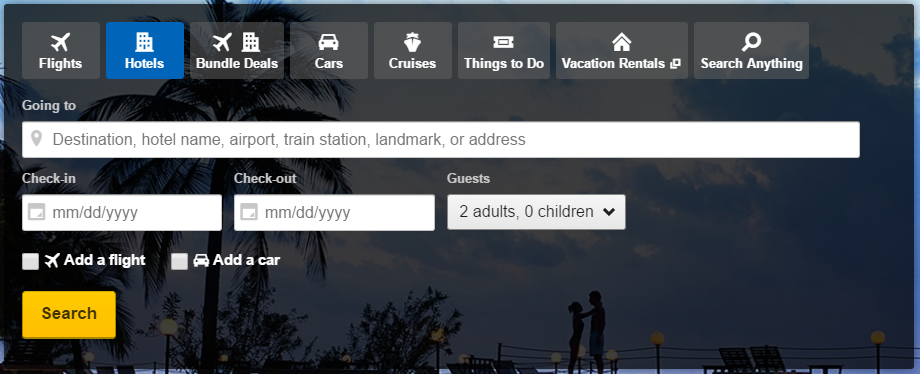 Flights
Hotels
Bundle Deals
Cars
Cruises
Things to Do
Vacation Rentals
Search Anything
Going to
Destination, hotel name, airport, train station, landmark, or address
Check-in
Check-out
Guests
mm/dd/yyyy
mm/dd/yyyy
2 adults, 0 children
Add a flight
Add a car
Search